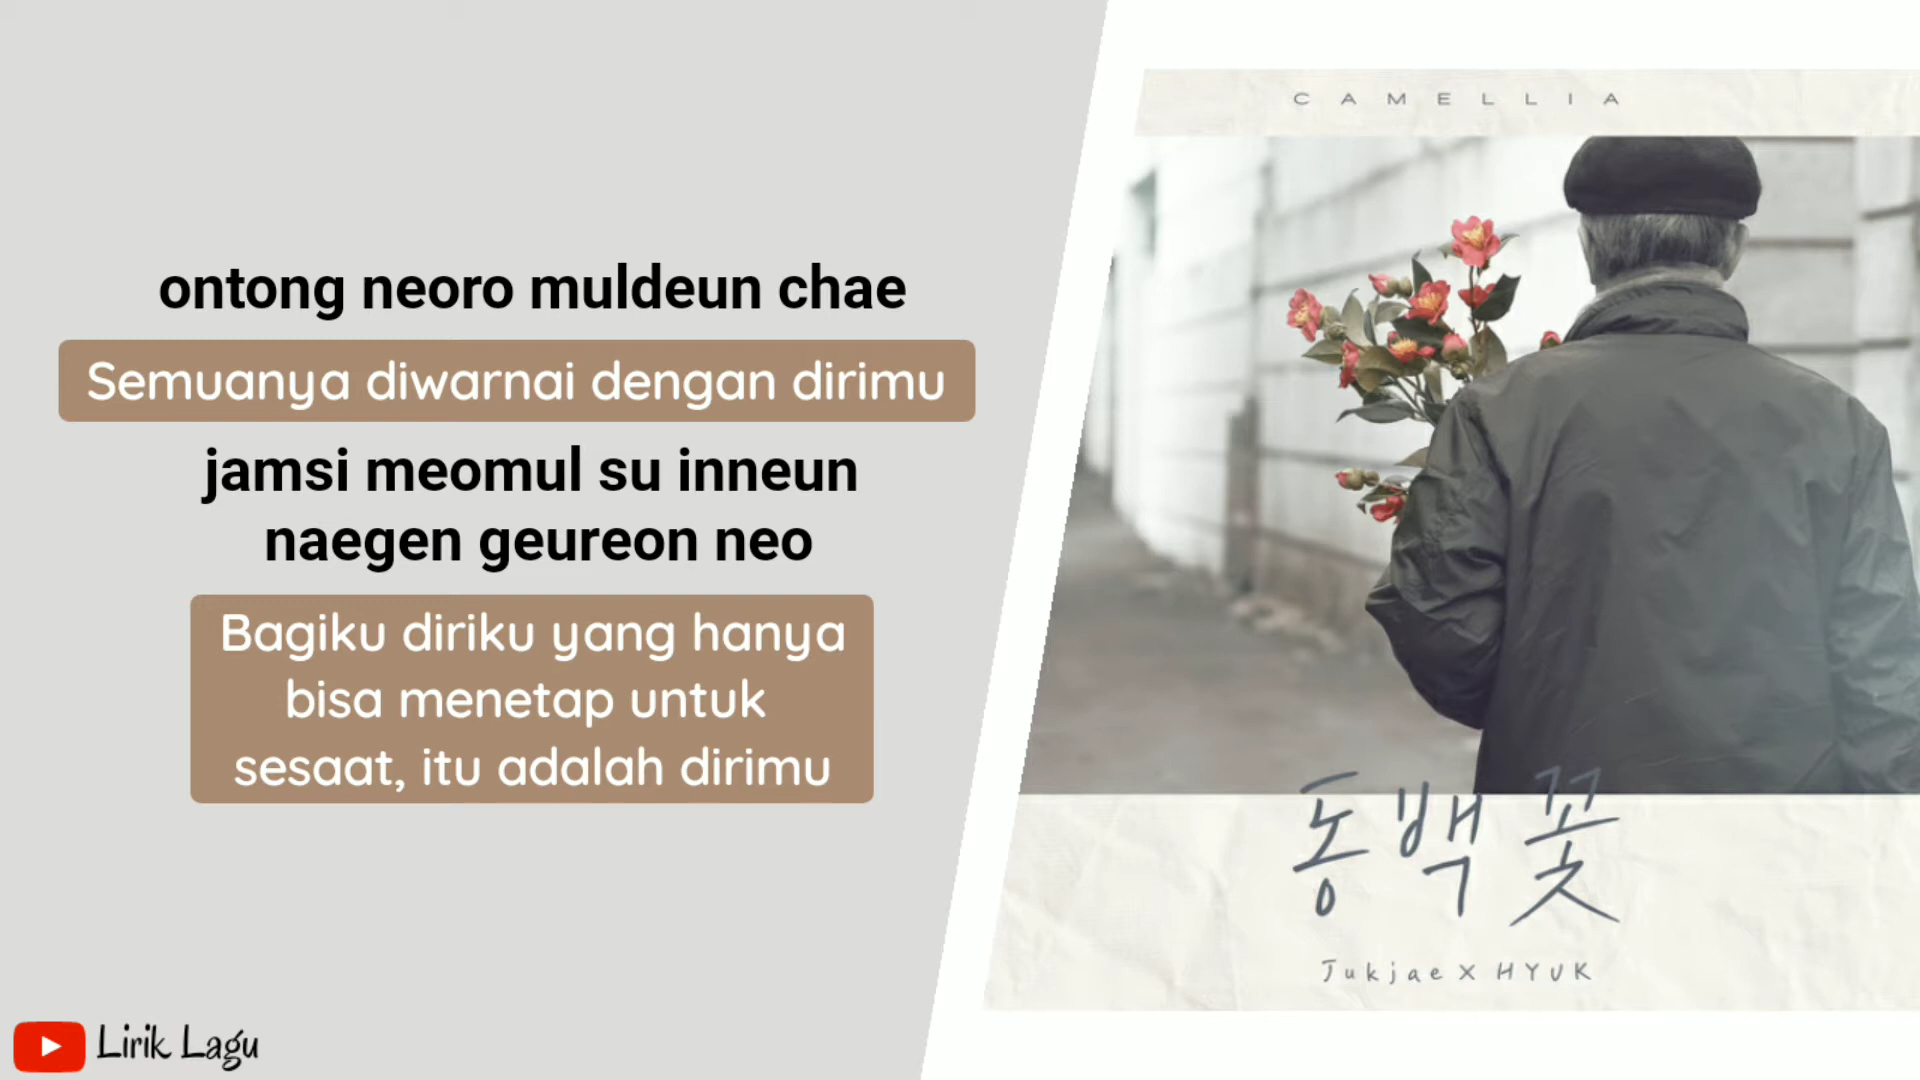 ontong neoro muldeun chae
Semuanya diwarnai dengan dirimu
jamsi meomul su inneun
naegen geureon neo
Bagiku diriku yang hanya
bisa menetap untuk
sesaat, itu adalah dirimu
Lirik Lagu
CAMELLIA
동백꽃
Jukjae X HYUK